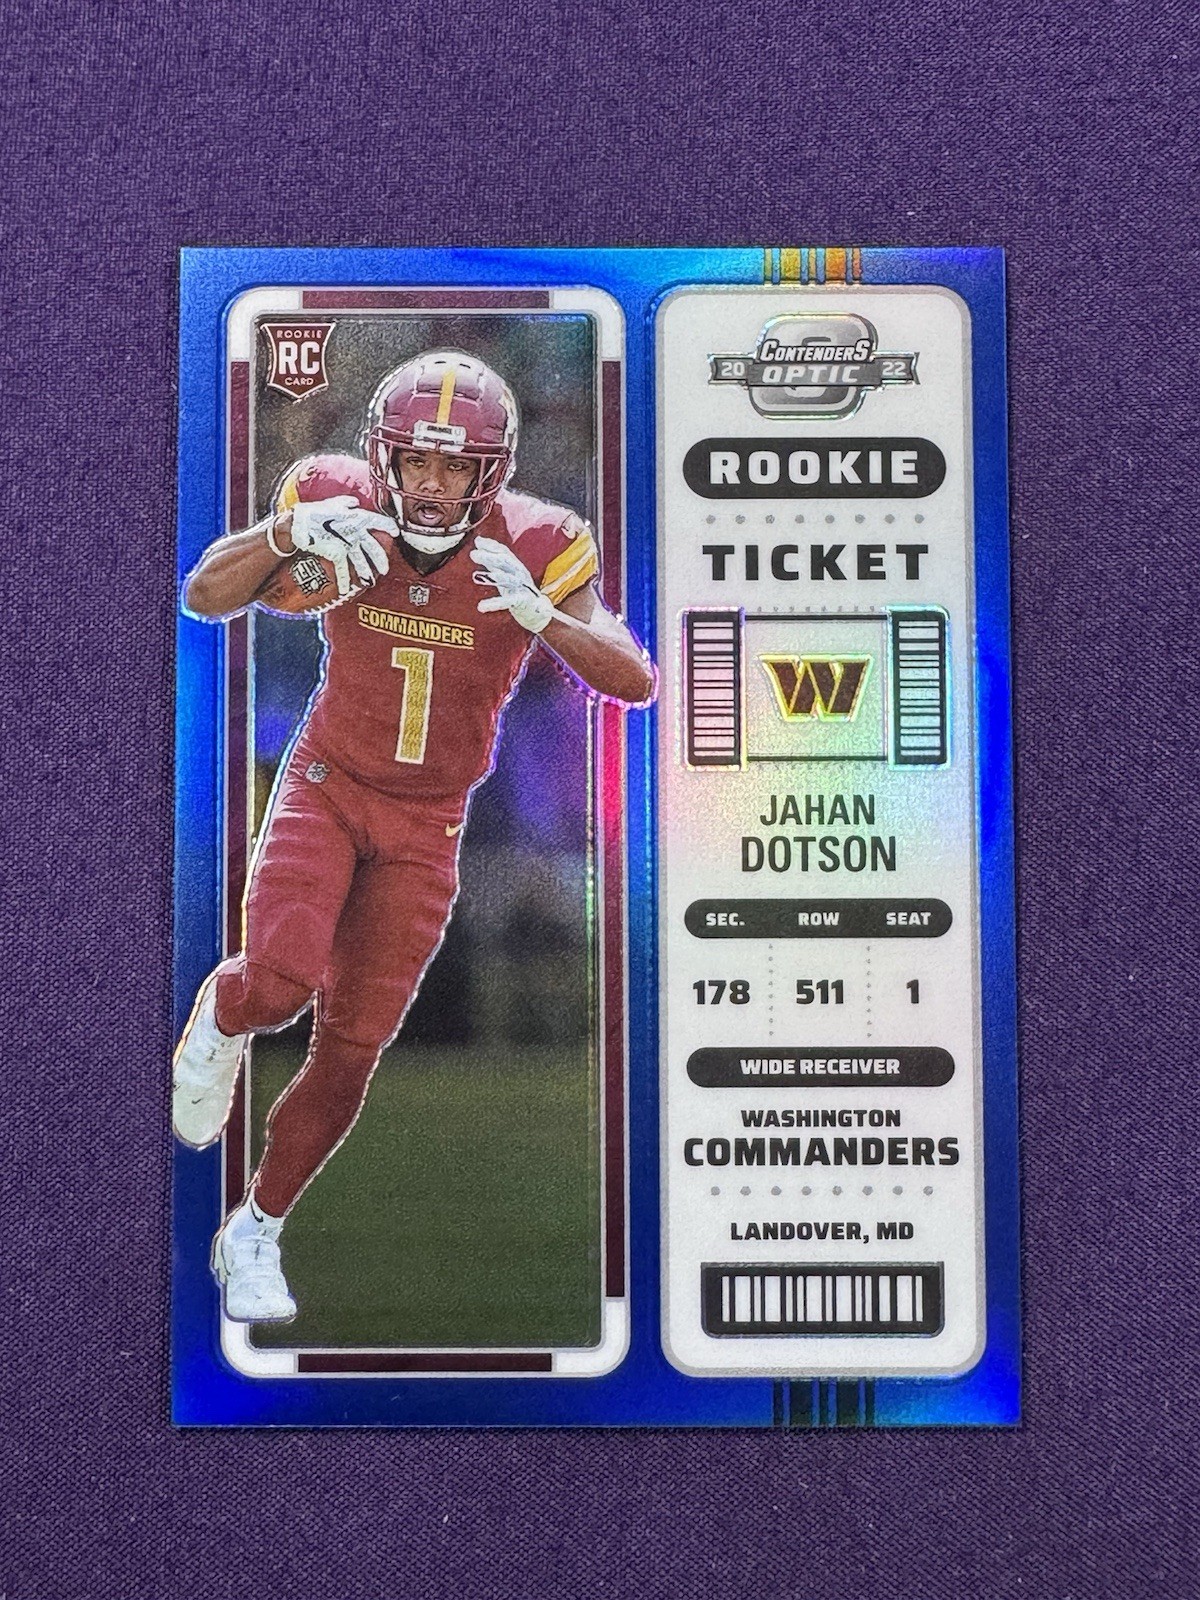 ROOKIE
RC
CARD
NFL
COMMANDERS
1
CONTENDERS
20 OPTIC 22
ROOKIE
TICKET
W
JAHAN
DOTSON
SEC. ROW SEAT
178 511 1
WIDE RECEIVER
WASHINGTON
COMMANDERS
LANDOVER, MD